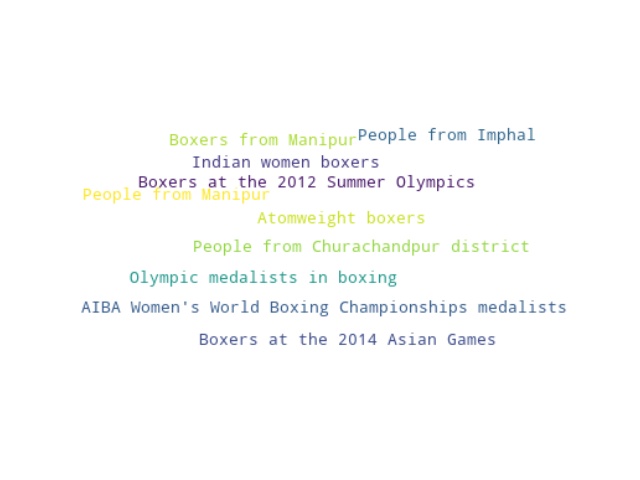 Boxers from Manipur
People from Imphal
Indian women boxers
Boxers at the 2012 Summer Olympics
People from Manipur
Atomweight boxers
People from Churachandpur district
Olympic medalists in boxing
AIBA Women's World Boxing Championships medalists
Boxers at the 2014 Asian Games